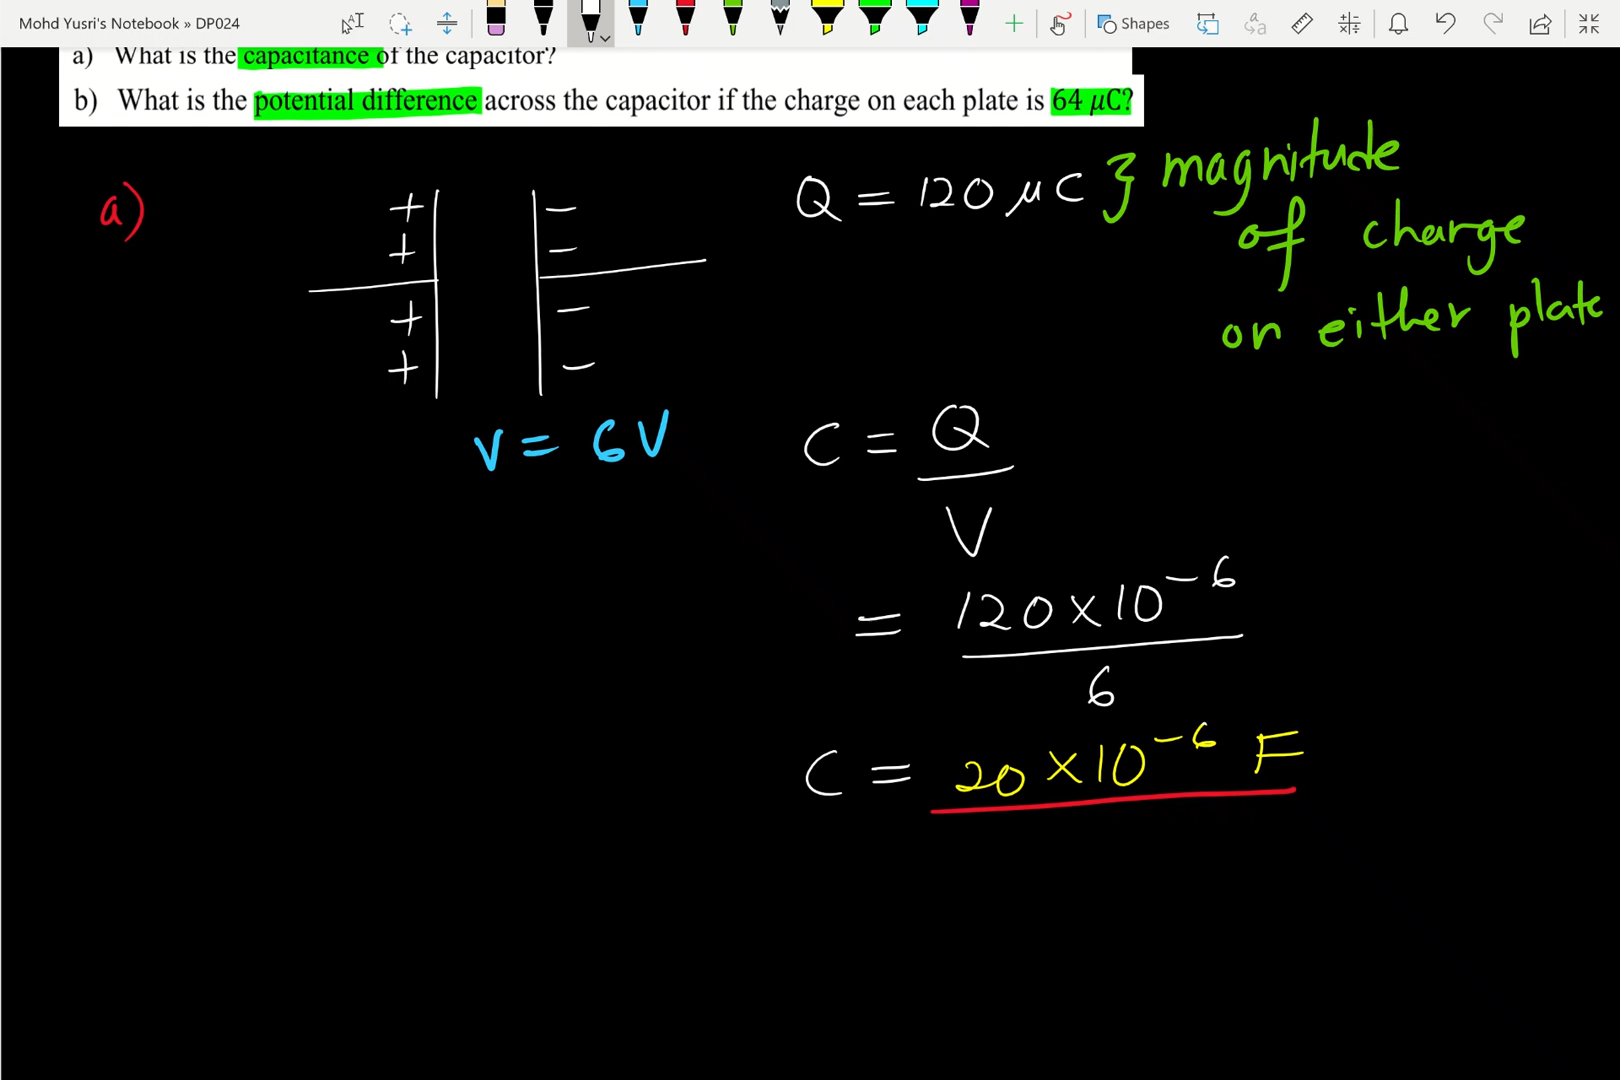 Mohd Yusri's Notebook » DP024
Shapes
a) What is the capacitance of the capacitor?
b) What is the potential difference across the capacitor if the charge on each plate is 64 μC?
a)
+ −
+ −
+ −
+ −
V = 6 V
Q = 120 μC } magnitude
of charge
on either plate
C = Q
V
= 120 × 10⁻⁶
6
C = 20 × 10⁻⁶ F